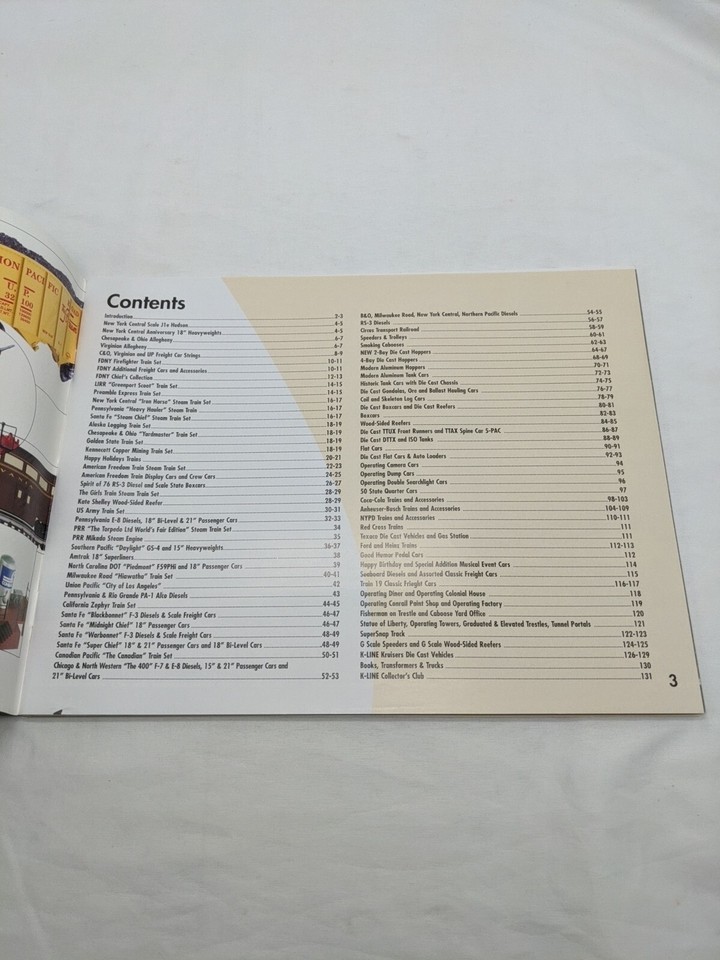 ION PACIFIC
U. P.
32 100
Contents
Introduction 2-3
New York Central Scale J1e Hudson 4-5
New York Central Anniversary 18" Heavyweights 4-5
Chesapeake & Ohio Allegheny 6-7
Virginian Allegheny 6-7
C&O, Virginian and UP Freight Car Strings 8-9
FDNY Firefighter Train Set 10-11
FDNY Additional Freight Cars and Accessories 10-11
FDNY Chief's Collection 12-13
LIRR "Greenport Scout" Train Set 14-15
Preamble Express Train Set 14-15
New York Central "Iron Horse" Steam Train Set 16-17
Pennsylvania "Heavy Hauler" Steam Train 16-17
Santa Fe "Steam Chief" Steam Train Set 16-17
Alaska Logging Train Set 18-19
Chesapeake & Ohio "Yardmaster" Train Set 18-19
Golden State Train Set 18-19
Kennecott Copper Mining Train Set 18-19
Happy Holidays Trains 20-21
American Freedom Train Steam Train Set 22-23
American Freedom Train Display Cars and Crew Cars 24-25
Spirit of 76 RS-3 Diesel and Scale State Boxcars 26-27
The Girls Train Steam Train Set 28-29
Kate Shelley Wood-Sided Reefer 28-29
US Army Train Set 30-31
Pennsylvania E-8 Diesels, 18" Bi-Level & 21" Passenger Cars 32-33
PRR "The Torpedo Ltd World's Fair Edition" Steam Train Set 34
PRR Mikado Steam Engine 35
Southern Pacific "Daylight" GS-4 and 15" Heavyweights 36-37
Amtrak 18" Superliners 38
North Carolina DOT "Piedmont" F59PHi and 18" Passenger Cars 39
Milwaukee Road "Hiawatha" Train Set 40-41
Union Pacific "City of Los Angeles" 42
Pennsylvania & Rio Grande PA-1 Alco Diesels 43
California Zephyr Train Set 44-45
Santa Fe "Blackbonnet" F-3 Diesels & Scale Freight Cars 46-47
Santa Fe "Midnight Chief" 18" Passenger Cars 46-47
Santa Fe "Warbonnet" F-3 Diesels & Scale Freight Cars 48-49
Santa Fe "Super Chief" 18" & 21" Passenger Cars and 18" Bi-Level Cars 48-49
Canadian Pacific "The Canadian" Train Set 50-51
Chicago & North Western "The 400" F-7 & E-8 Diesels, 15" & 21" Passenger Cars and
21" Bi-Level Cars 52-53
B&O, Milwaukee Road, New York Central, Northern Pacific Diesels 54-55
RS-3 Diesels 56-57
Circus Transport Railroad 58-59
Speeders & Trolleys 60-61
Smoking Cabooses 62-63
NEW 2-Bay Die Cast Hoppers 64-67
4-Bay Die Cast Hoppers 68-69
Modern Aluminum Hoppers 70-71
Modern Aluminum Tank Cars 72-73
Historic Tank Cars with Die Cast Chassis 74-75
Die Cast Gondolas, Ore and Ballast Hauling Cars 76-77
Coil and Skeleton Log Cars 78-79
Die Cast Boxcars and Die Cast Reefers 80-81
Boxcars 82-83
Wood-Sided Reefers 84-85
Die Cast TTUX Front Runners and TTAX Spine Car 5-PAC 86-87
Die Cast DTTX and ISO Tanks 88-89
Flat Cars 90-91
Die Cast Flat Cars & Auto Loaders 92-93
Operating Camera Cars 94
Operating Dump Cars 95
Operating Double Searchlight Cars 96
50 State Quarter Cars 97
Coca-Cola Trains and Accessories 98-103
Anheuser-Busch Trains and Accessories 104-109
NYPD Trains and Accessories 110-111
Red Cross Trains 111
Texaco Die Cast Vehicles and Gas Station 111
Ford and Heinz Trains 112-113
Good Humor Pedal Cars 112
Happy Birthday and Special Addition Musical Event Cars 114
Seaboard Diesels and Assorted Classic Freight Cars 115
Train 19 Classic Frieght Cars 116-117
Operating Diner and Operating Colonial House 118
Operating Conrail Paint Shop and Operating Factory 119
Fisherman on Trestle and Caboose Yard Office 120
Statue of Liberty, Operating Towers, Graduated & Elevated Trestles, Tunnel Portals 121
SuperSnap Track 122-123
G Scale Speeders and G Scale Wood-Sided Reefers 124-125
K-LINE Kruisers Die Cast Vehicles 126-129
Books, Transformers & Trucks 130
K-LINE Collector's Club 131
3